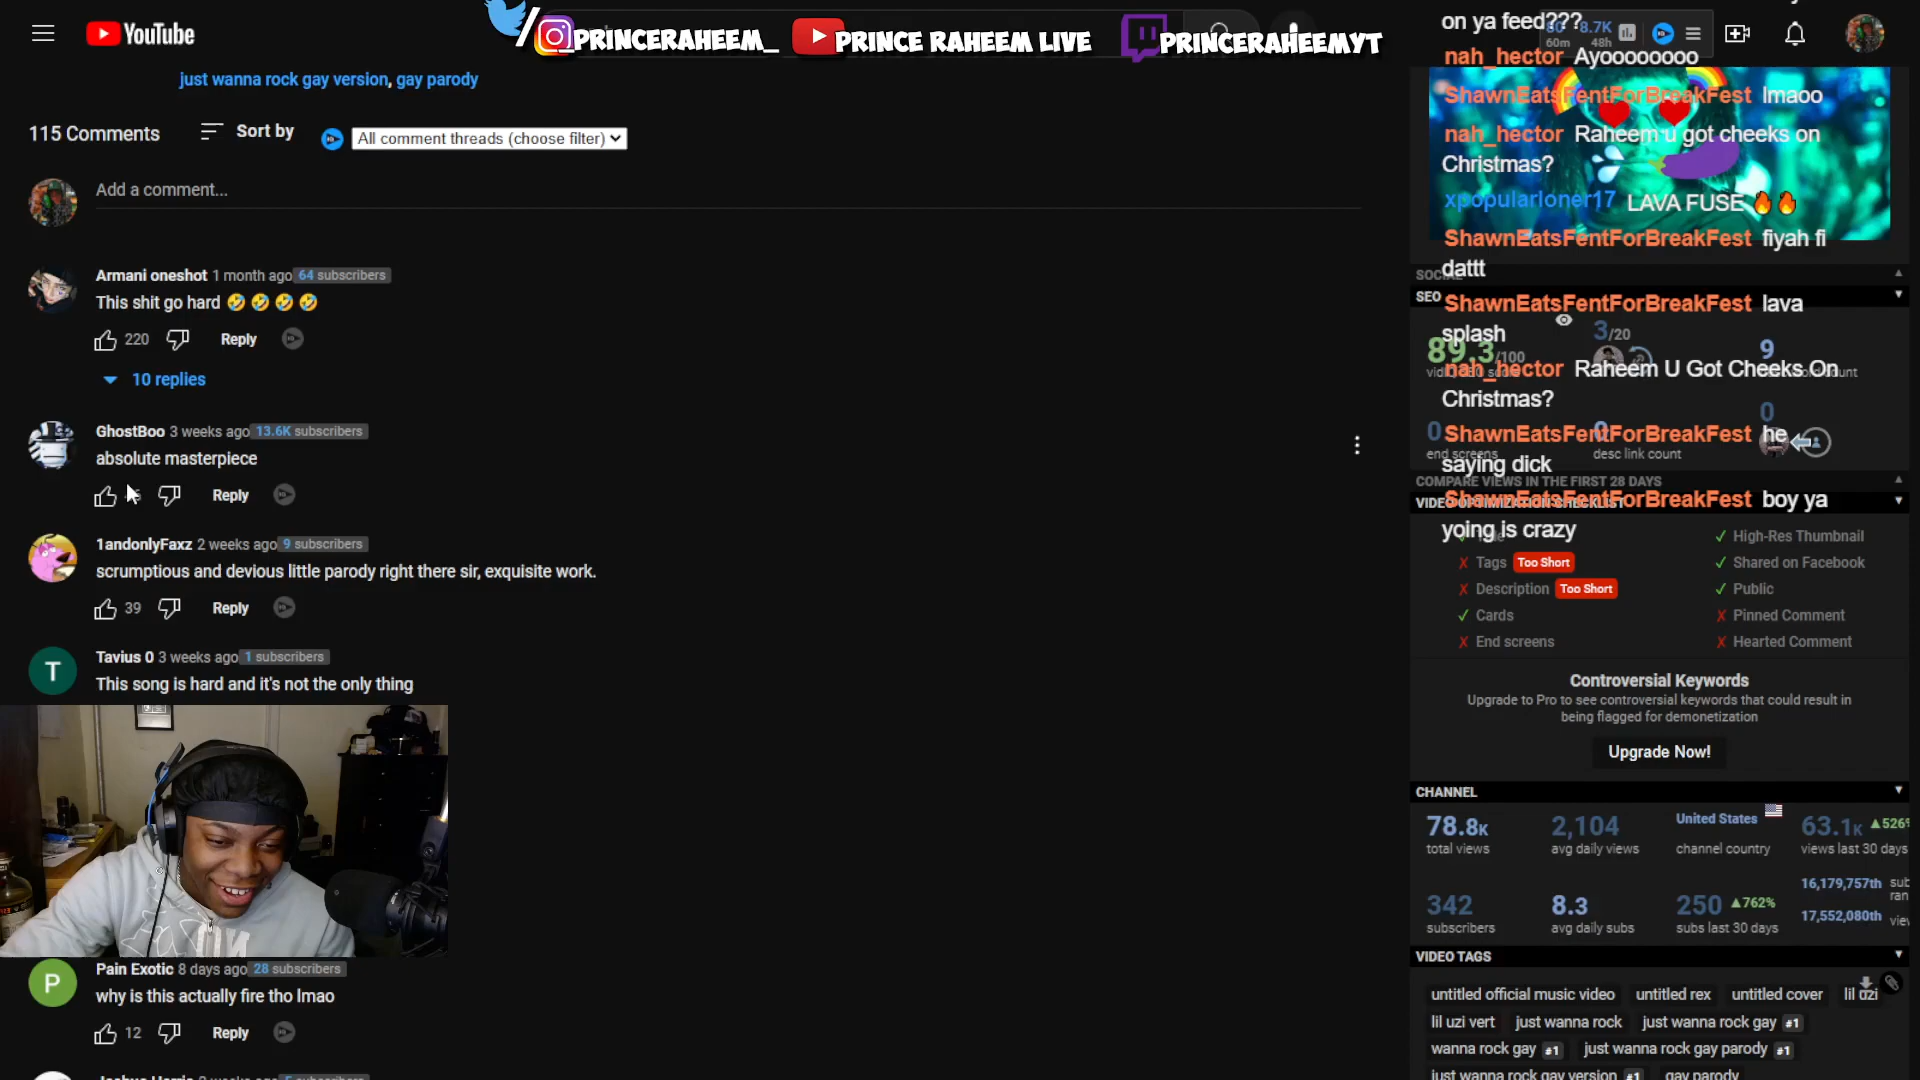 YouTube
_PRINCERAHEEM_
PRINCE RAHEEM LIVE
PRINCERAHEEMYT
just wanna rock gay version, gay parody
115 Comments
Sort by
All comment threads (choose filter)
Add a comment...
Armani oneshot 1 month ago 64 subscribers
This shit go hard 🤣 🤣 🤣 🤣
220 Reply
10 replies
GhostBoo 3 weeks ago 13.6K subscribers
absolute masterpiece
Reply
1andonlyFaxz 2 weeks ago 9 subscribers
scrumptious and devious little parody right there sir, exquisite work.
39 Reply
T
Tavius 0 3 weeks ago 1 subscribers
This song is hard and it's not the only thing
P
Pain Exotic 8 days ago 28 subscribers
why is this actually fire tho lmao
12 Reply
on ya feed???
80 8.7K
60m 48h
nah_hector Ayoooooooo
ShawnEatsFentForBreakFest lmaoo
nah_hector Raheem u got cheeks on
Christmas?
xpopularloner17 LAVA FUSE 🔥🔥
ShawnEatsFentForBreakFest fiyah fi
dattt
SOCIAL
SEO
ShawnEatsFentForBreakFest lava
splash
3/20
89.3/100
9
nah_hector Raheem U Got Cheeks On
Christmas?
0
ShawnEatsFentForBreakFest he
saying dick
0
end screens
desc link count
COMPARE VIEWS IN THE FIRST 28 DAYS
VIDEO OPTIMIZATION CHECKLIST
ShawnEatsFentForBreakFest boy ya
yoing is crazy
High-Res Thumbnail
Tags Too Short
Shared on Facebook
Description Too Short
Public
Cards
Pinned Comment
End screens
Hearted Comment
Controversial Keywords
Upgrade to Pro to see controversial keywords that could result in
being flagged for demonetization
Upgrade Now!
CHANNEL
78.8K
total views
2,104
avg daily views
United States
channel country
63.1K ▲526%
views last 30 days
342
subscribers
8.3
avg daily subs
250 ▲762%
subs last 30 days
16,179,757th
17,552,080th
VIDEO TAGS
untitled official music video untitled rex untitled cover lil uzi
lil uzi vert just wanna rock just wanna rock gay #1
wanna rock gay #1 just wanna rock gay parody #1
just wanna rock gay version #1 gay parody